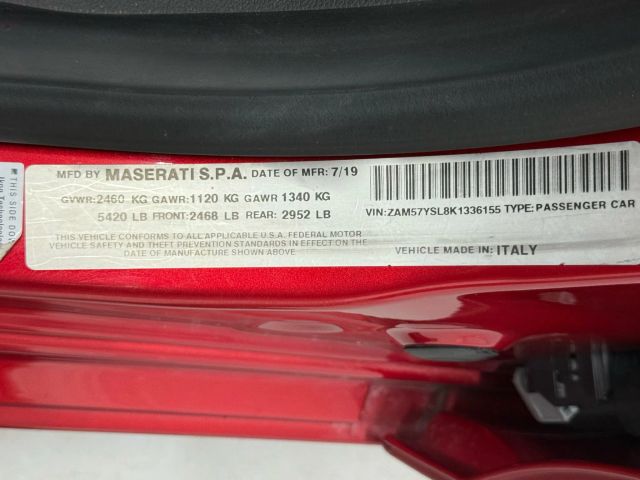 MFD BY MASERATI S.P.A. DATE OF MFR: 7/19
GVWR:2460 KG GAWR:1120 KG GAWR 1340 KG
5420 LB FRONT:2468 LB REAR: 2952 LB
THIS VEHICLE CONFORMS TO ALL APPLICABLE U.S.A. FEDERAL MOTOR
VEHICLE SAFETY AND THEFT PREVENTION STANDARDS IN EFFECT ON THE
DATE OF MANUFACTURE SHOWN ABOVE.
VIN:ZAM57YSL8K1336155 TYPE: PASSENGER CAR
VEHICLE MADE IN: ITALY
THIS SIDE DO